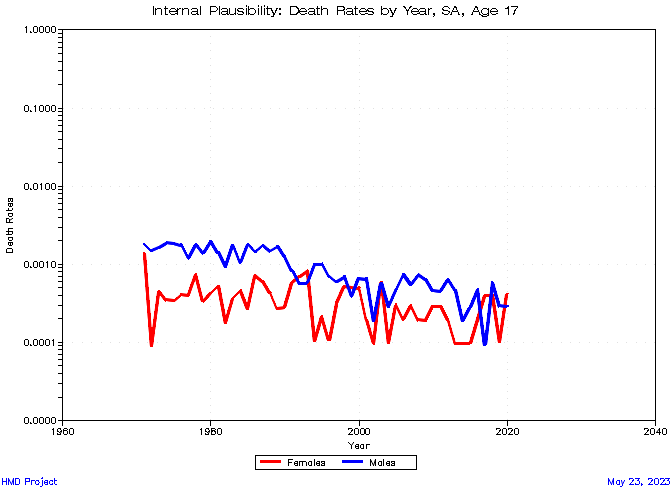 Internal Plausibility: Death Rates by Year, SA, Age 17
1.0000
0.1000
0.0100
0.0010
0.0001
0.0000
Death Rates
1960
1980
2000
2020
2040
Year
Females
Males
HMD Project
May 23, 2023